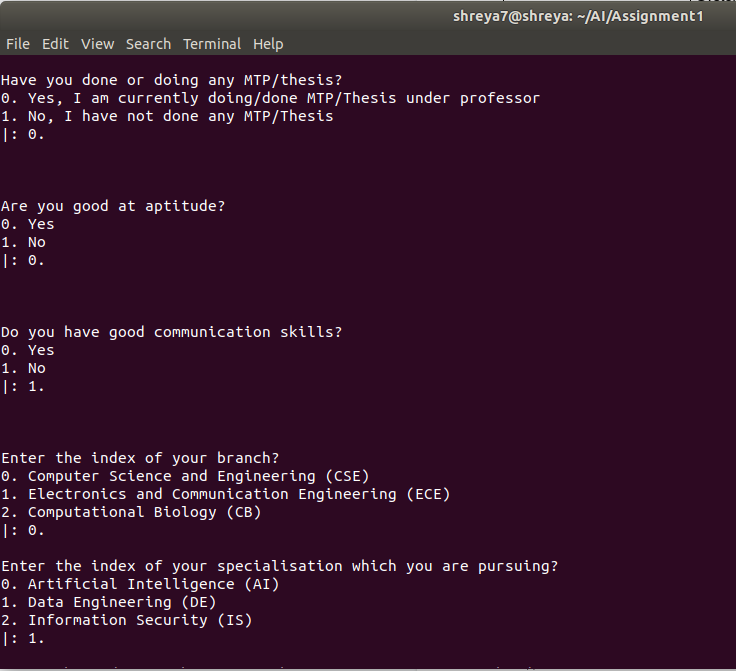 shreya7@shreya: ~/AI/Assignment1
File Edit View Search Terminal Help
Have you done or doing any MTP/thesis?
0. Yes, I am currently doing/done MTP/Thesis under professor
1. No, I have not done any MTP/Thesis
|: 0.
Are you good at aptitude?
0. Yes
1. No
|: 0.
Do you have good communication skills?
0. Yes
1. No
|: 1.
Enter the index of your branch?
0. Computer Science and Engineering (CSE)
1. Electronics and Communication Engineering (ECE)
2. Computational Biology (CB)
|: 0.
Enter the index of your specialisation which you are pursuing?
0. Artificial Intelligence (AI)
1. Data Engineering (DE)
2. Information Security (IS)
|: 1.